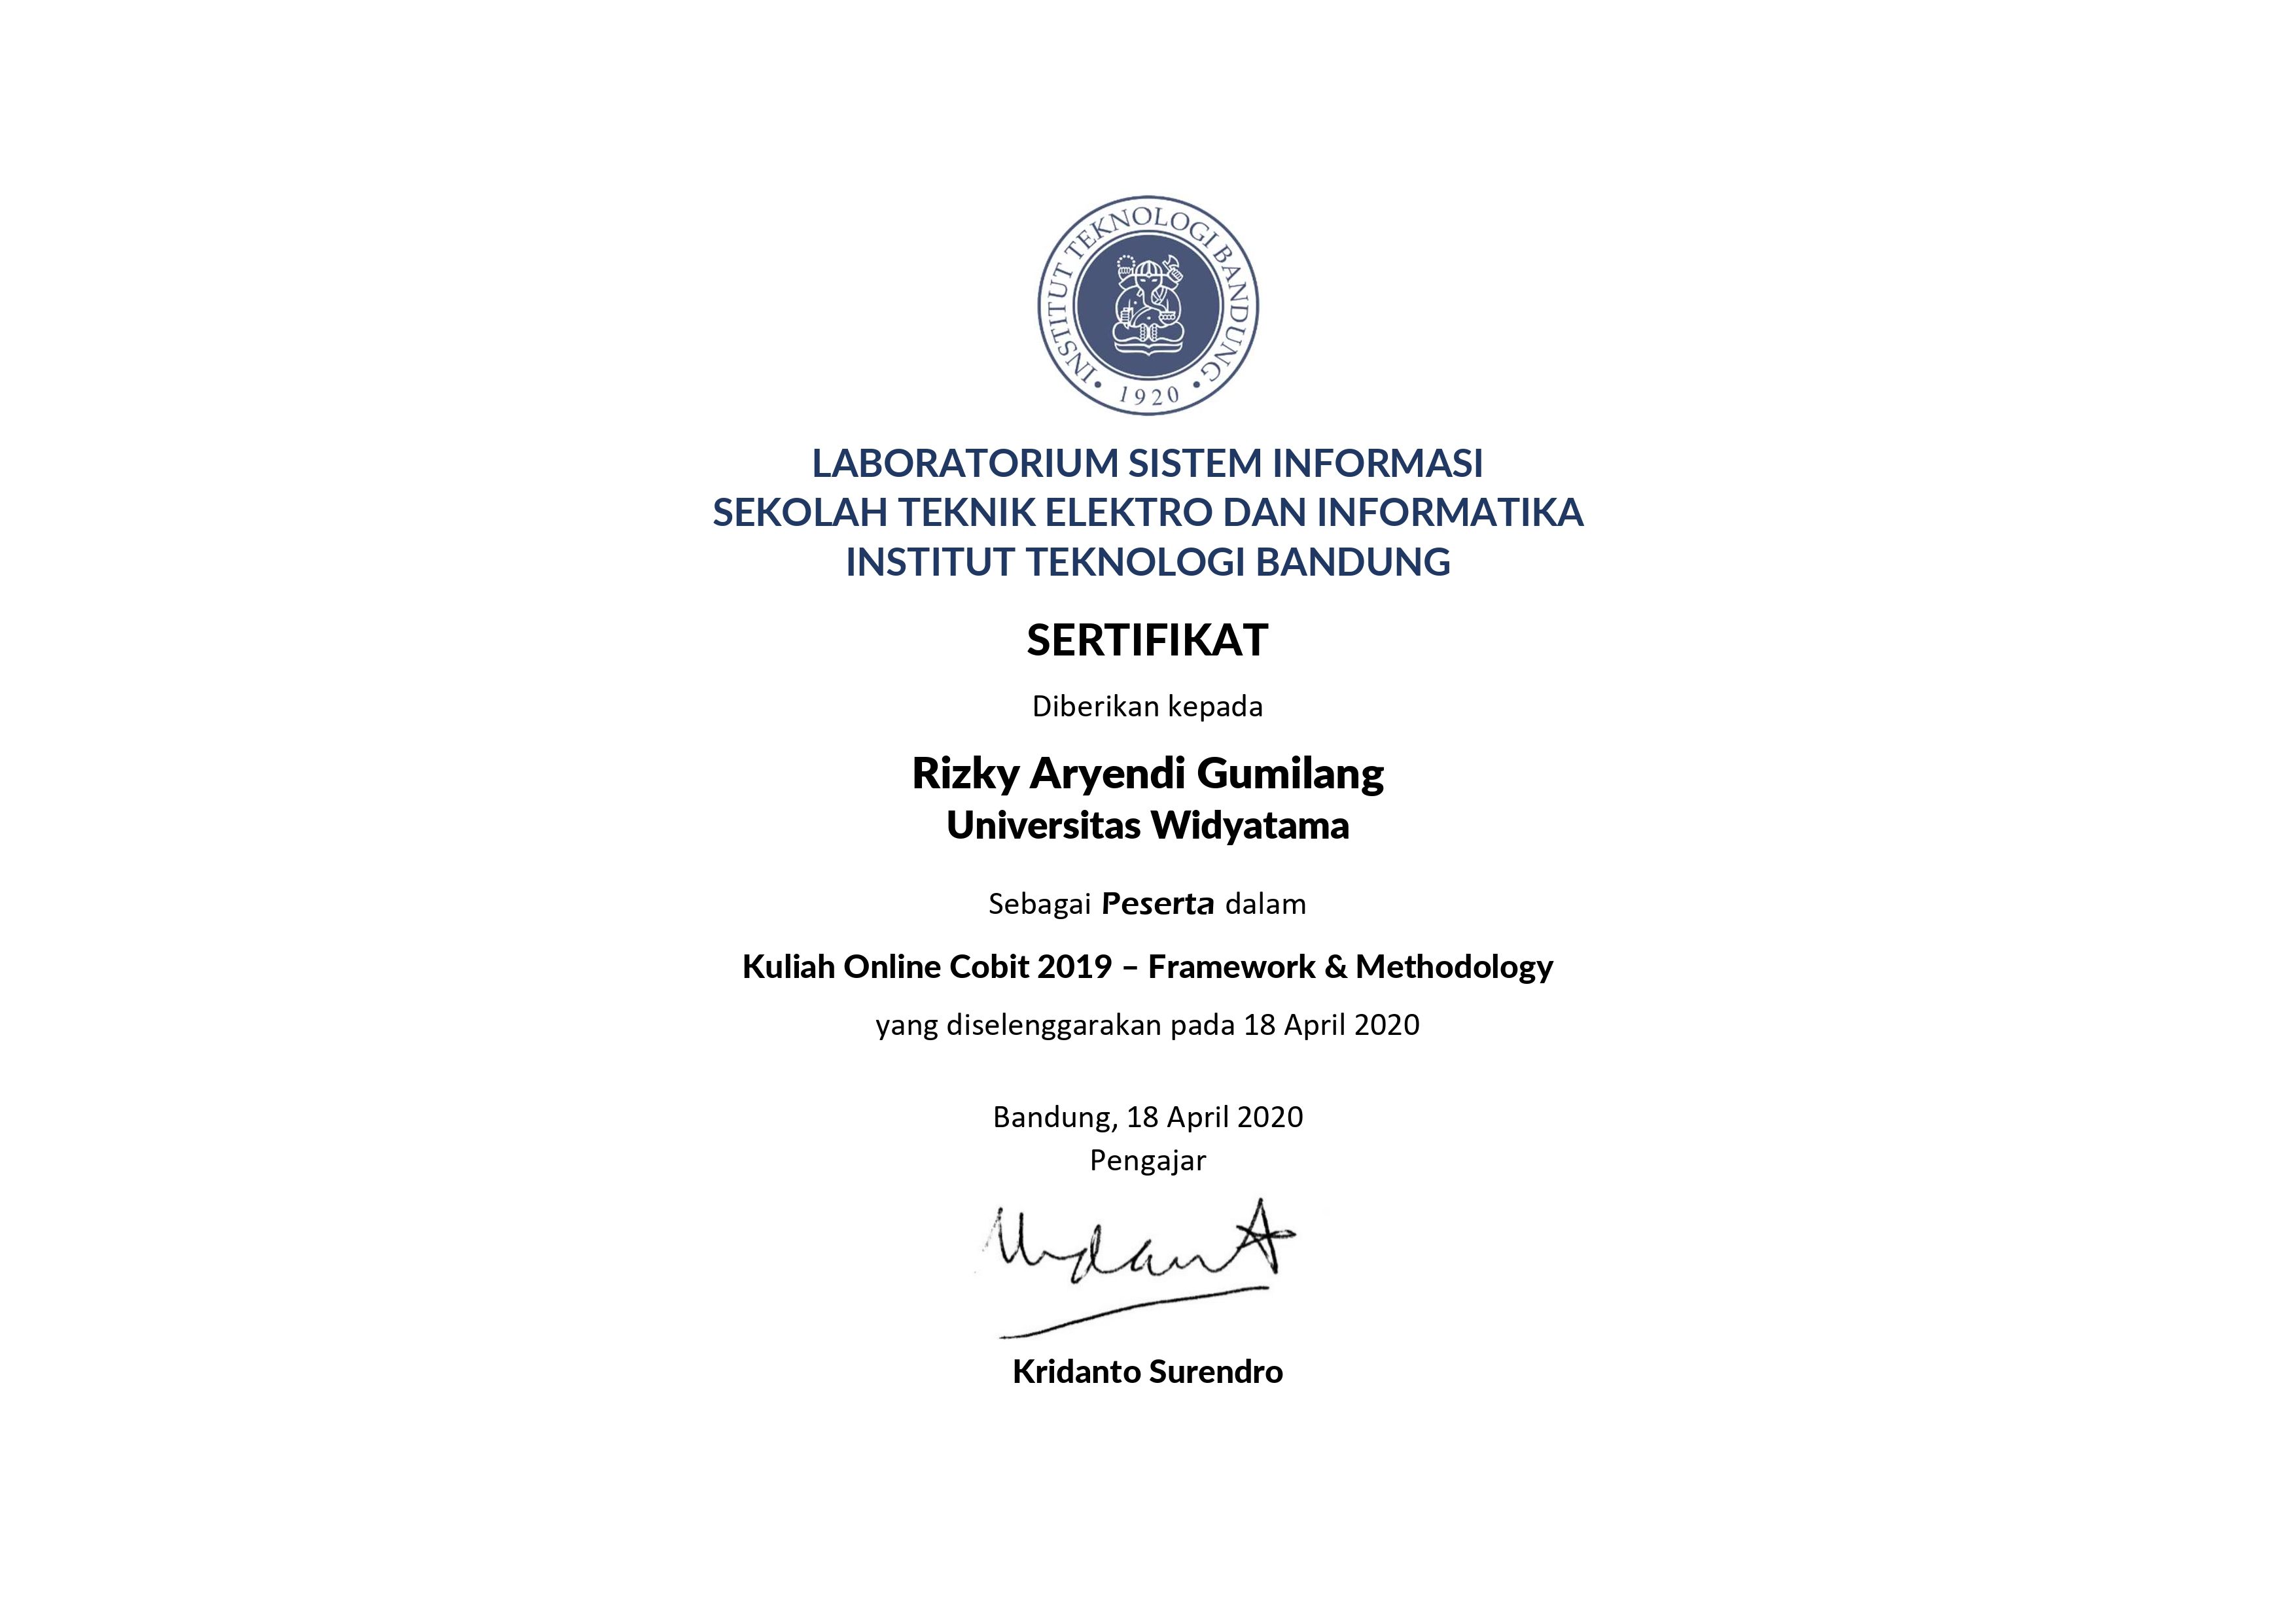 INSTITUT TEKNOLOGI BANDUNG
• 1920 •
LABORATORIUM SISTEM INFORMASI
SEKOLAH TEKNIK ELEKTRO DAN INFORMATIKA
INSTITUT TEKNOLOGI BANDUNG
SERTIFIKAT
Diberikan kepada
Rizky Aryendi Gumilang
Universitas Widyatama
Sebagai Peserta dalam
Kuliah Online Cobit 2019 – Framework & Methodology
yang diselenggarakan pada 18 April 2020
Bandung, 18 April 2020
Pengajar
Kridanto Surendro